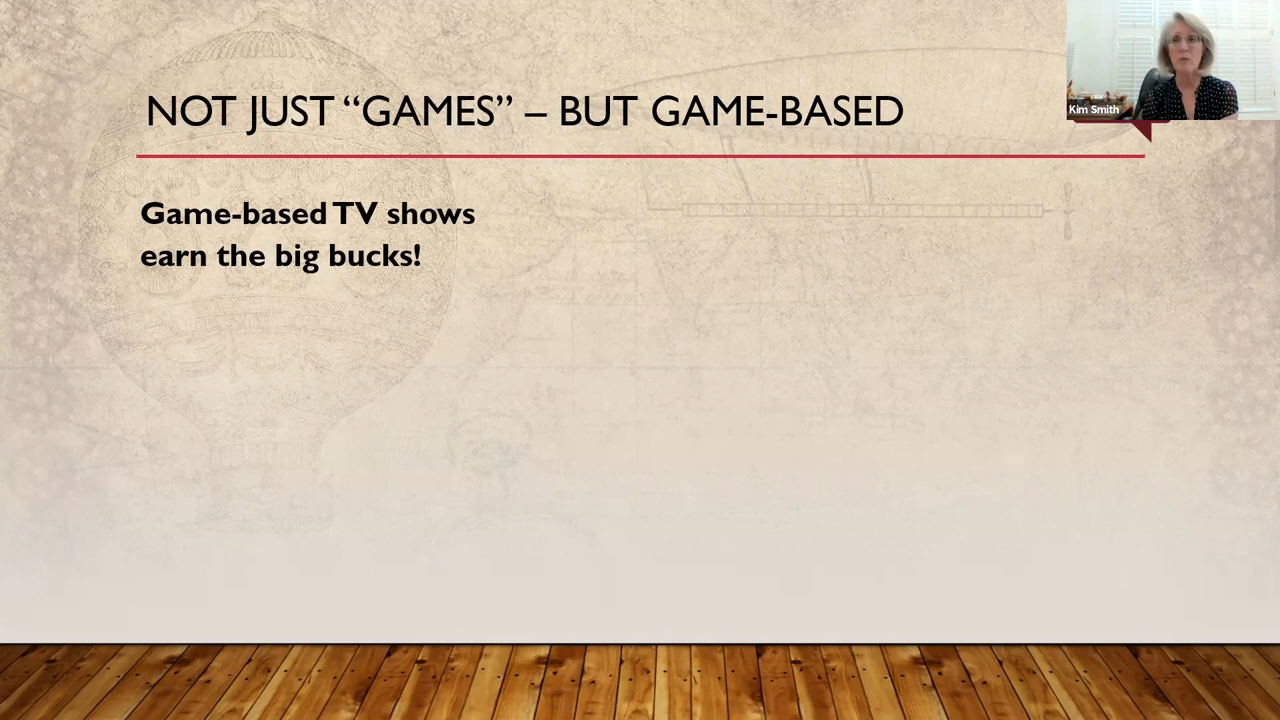 NOT JUST “GAMES” – BUT GAME-BASED
Kim Smith
Game-based TV shows
earn the big bucks!